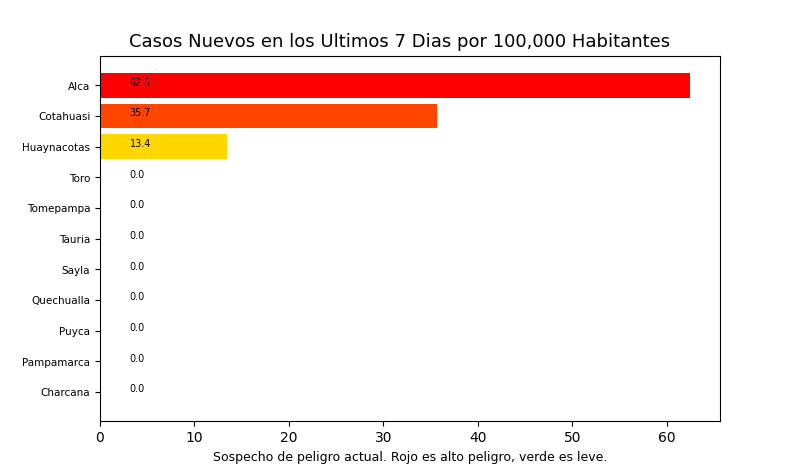 Casos Nuevos en los Ultimos 7 Dias por 100,000 Habitantes
Alca 62.5
Cotahuasi 35.7
Huaynacotas 13.4
Toro 0.0
Tomepampa 0.0
Tauria 0.0
Sayla 0.0
Quechualla 0.0
Puyca 0.0
Pampamarca 0.0
Charcana 0.0
0 10 20 30 40 50 60
Sospecho de peligro actual. Rojo es alto peligro, verde es leve.